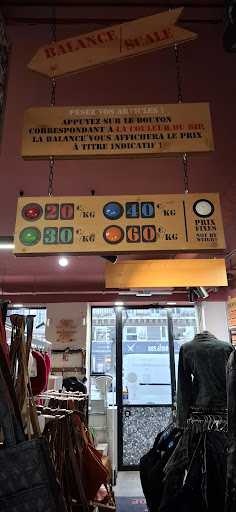 BALANCE / SCALE
PESEZ VOS ARTICLES !
APPUYEZ SUR LE BOUTON
CORRESPONDANT À LA COULEUR DU BIP,
LA BALANCE VOUS AFFICHERA LE PRIX
À TITRE INDICATIF !
20 €/KG 40 €/KG
30 €/KG 60 €/KG
PRIX
FIXES
NOT BY
WEIGHT